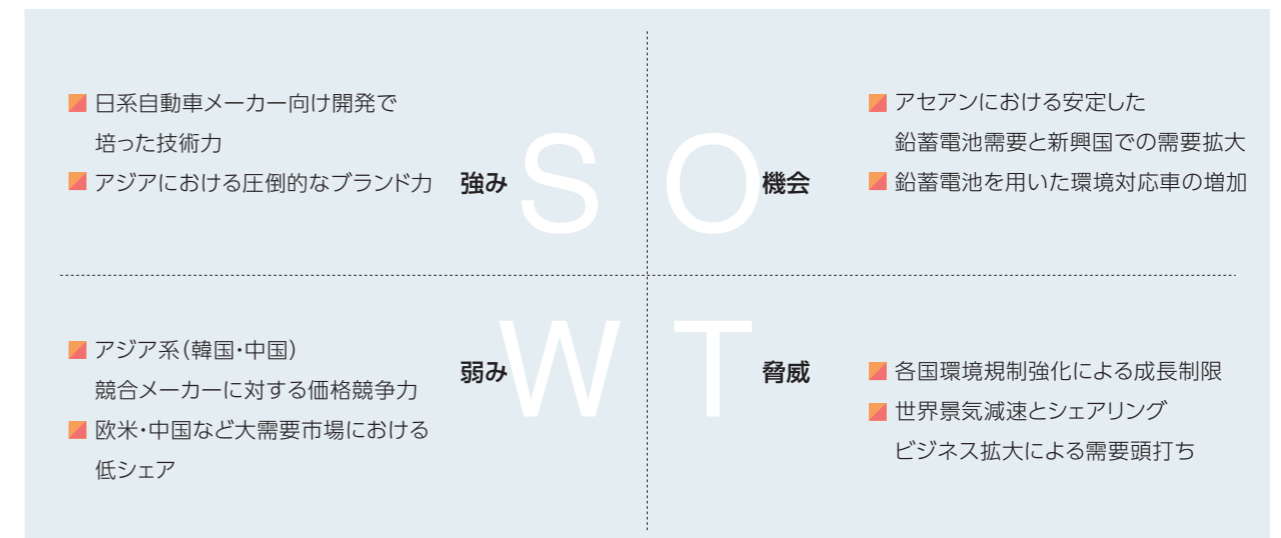 日系自動車メーカー向け開発で
培った技術力
アジアにおける圧倒的なブランド力
強み
S
O
機会
アセアンにおける安定した
鉛蓄電池需要と新興国での需要拡大
鉛蓄電池を用いた環境対応車の増加
アジア系(韓国・中国)
競合メーカーに対する価格競争力
欧米・中国など大需要市場における
低シェア
弱み
W
T
脅威
各国環境規制強化による成長制限
世界景気減速とシェアリング
ビジネス拡大による需要頭打ち